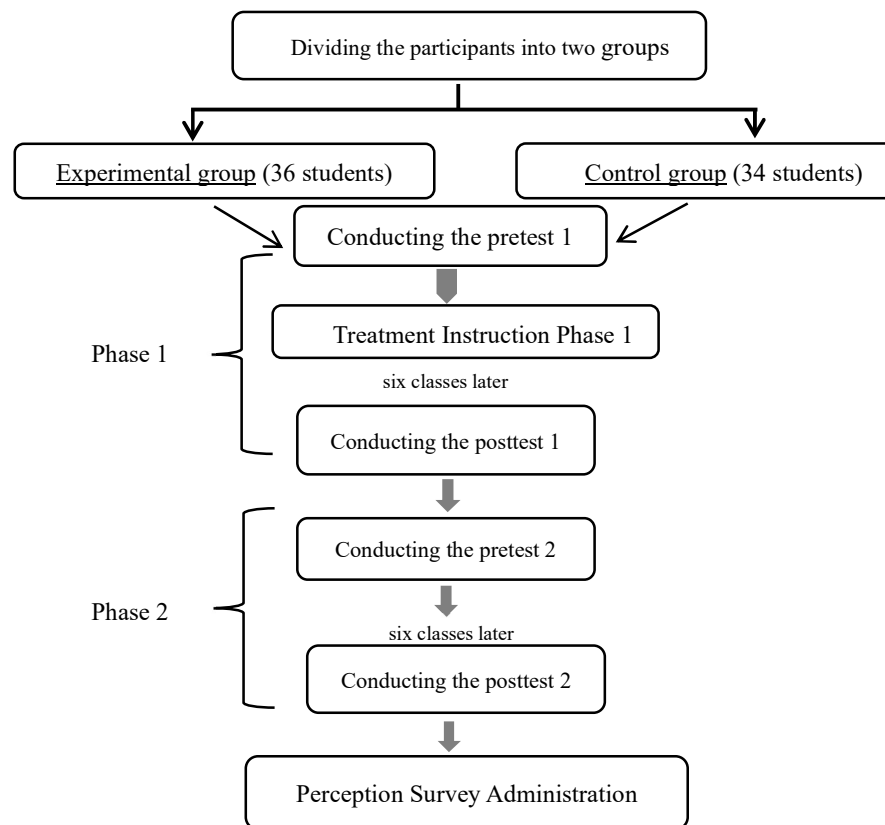 Dividing the participants into two groups
Experimental group (36 students)
Control group (34 students)
Conducting the pretest 1
Treatment Instruction Phase 1
Phase 1
six classes later
Conducting the posttest 1
Conducting the pretest 2
Phase 2
six classes later
Conducting the posttest 2
Perception Survey Administration